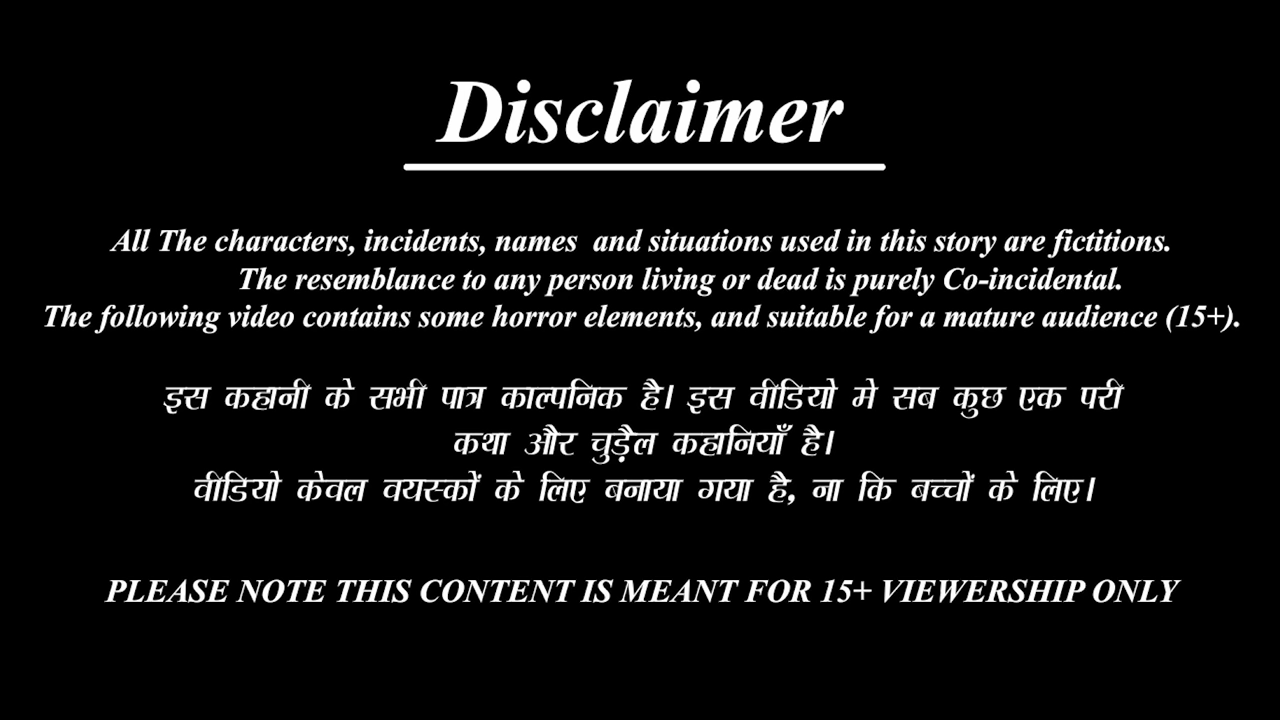 Disclaimer
All The characters, incidents, names and situations used in this story are fictitions.
The resemblance to any person living or dead is purely Co-incidental.
The following video contains some horror elements, and suitable for a mature audience (15+).
इस कहानी के सभी पात्र काल्पनिक है। इस वीडियो मे सब कुछ एक परी
कथा और चुड़ैल कहानियाँ है।
वीडियो केवल वयस्कों के लिए बनाया गया है, ना कि बच्चों के लिए।
PLEASE NOTE THIS CONTENT IS MEANT FOR 15+ VIEWERSHIP ONLY